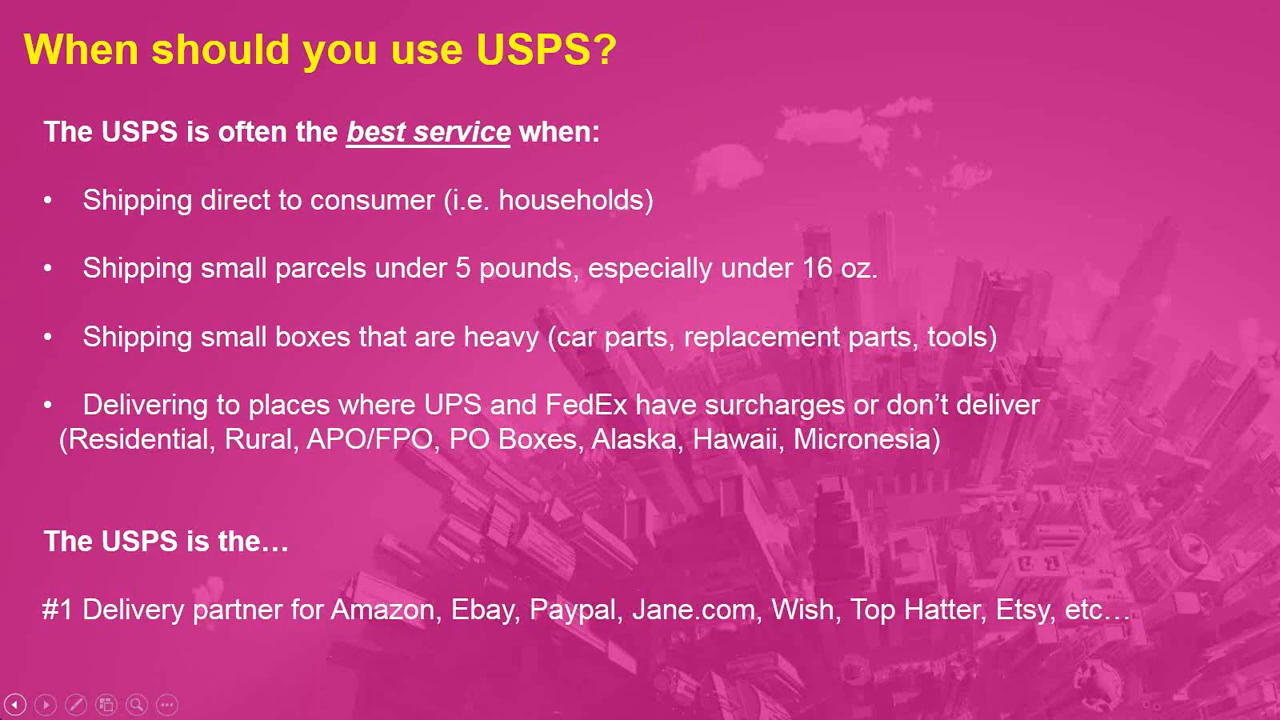 When should you use USPS?
The USPS is often the best service when:
• Shipping direct to consumer (i.e. households)
• Shipping small parcels under 5 pounds, especially under 16 oz.
• Shipping small boxes that are heavy (car parts, replacement parts, tools)
• Delivering to places where UPS and FedEx have surcharges or don’t deliver
(Residential, Rural, APO/FPO, PO Boxes, Alaska, Hawaii, Micronesia)
The USPS is the…
#1 Delivery partner for Amazon, Ebay, Paypal, Jane.com, Wish, Top Hatter, Etsy, etc…